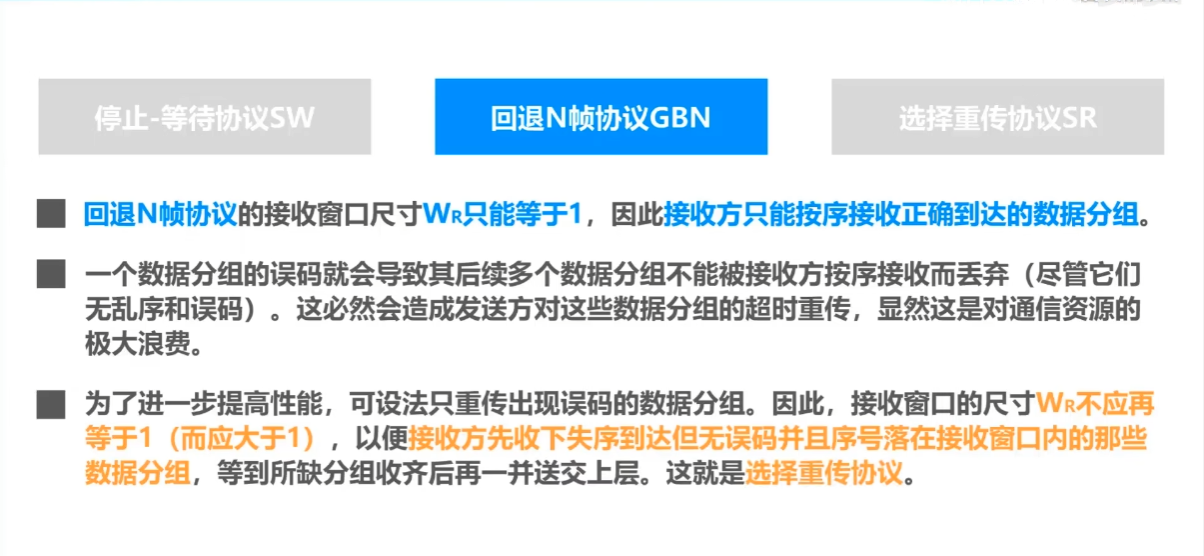 停止-等待协议SW
回退N帧协议GBN
选择重传协议SR
回退N帧协议的接收窗口尺寸WR只能等于1，因此接收方只能按序接收正确到达的数据分组。
一个数据分组的误码就会导致其后续多个数据分组不能被接收方按序接收而丢弃（尽管它们
无乱序和误码）。这必然会造成发送方对这些数据分组的超时重传，显然这是对通信资源的
极大浪费。
为了进一步提高性能，可设法只重传出现误码的数据分组。因此，接收窗口的尺寸WR不应再
等于1（而应大于1），以便接收方先收下失序到达但无误码并且序号落在接收窗口内的那些
数据分组，等到所缺分组收齐后再一并送交上层。这就是选择重传协议。